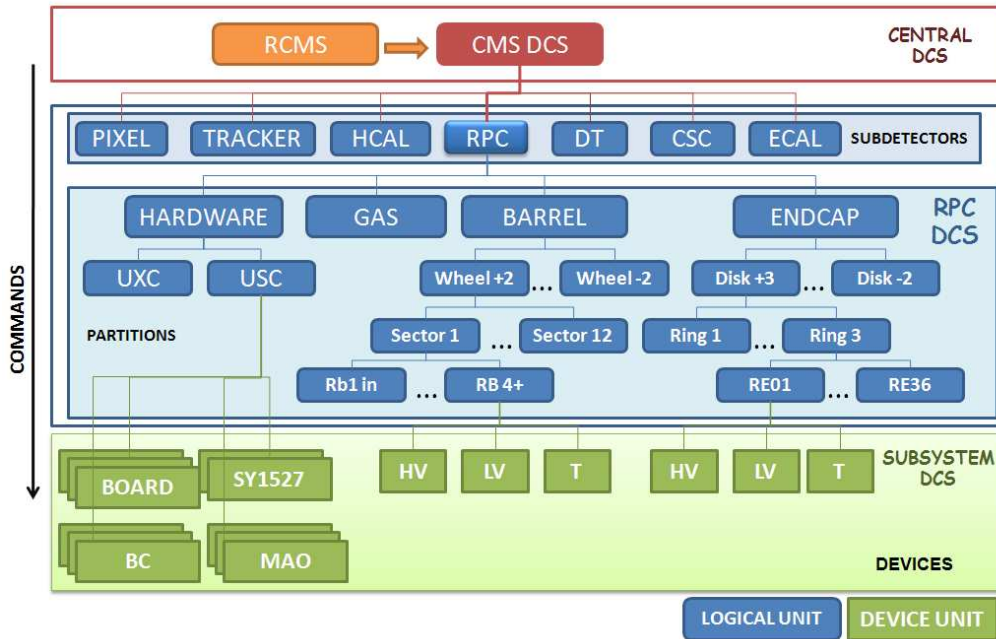 RCMS
CMS DCS
CENTRAL
DCS
COMMANDS
PIXEL
TRACKER
HCAL
RPC
DT
CSC
ECAL
SUBDETECTORS
HARDWARE
GAS
BARREL
ENDCAP
RPC
DCS
UXC
USC
Wheel +2
...
Wheel -2
Disk +3
...
Disk -2
PARTITIONS
Sector 1
...
Sector 12
Ring 1
...
Ring 3
Rb1 in
...
RB 4+
RE01
...
RE36
BOARD
SY1527
HV
LV
T
HV
LV
T
SUBSYSTEM
DCS
BC
MAO
DEVICES
LOGICAL UNIT
DEVICE UNIT